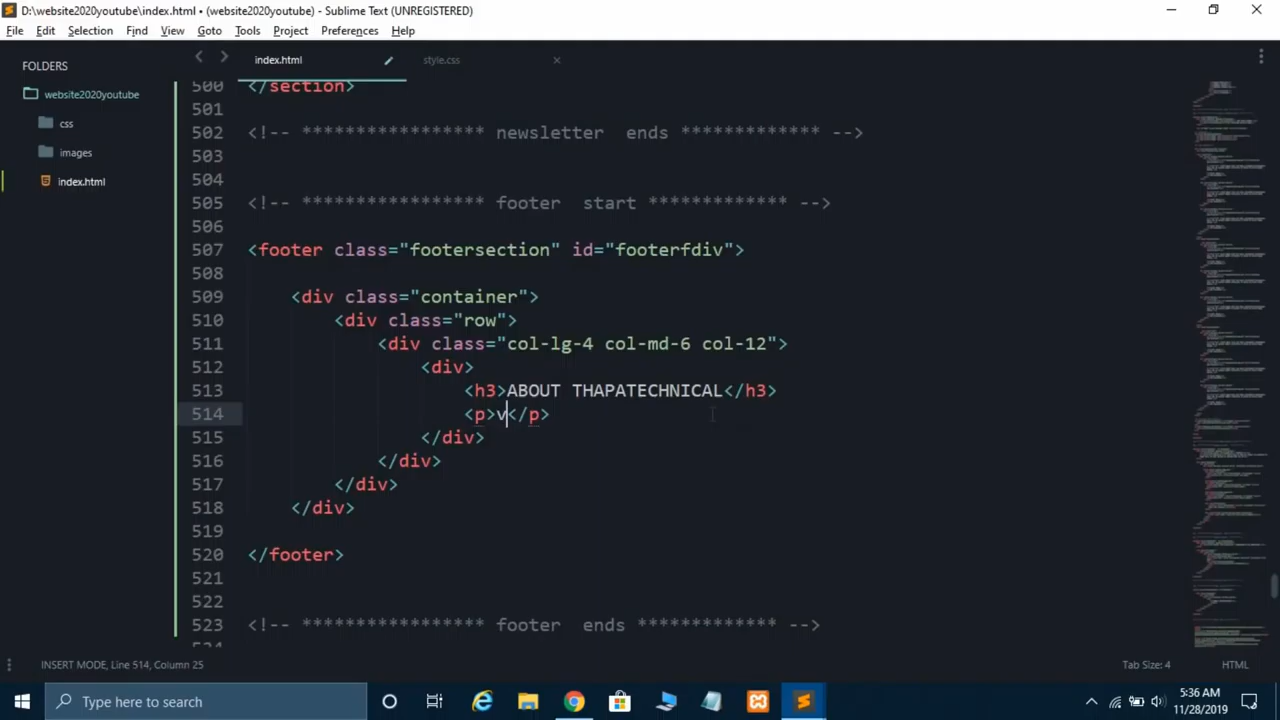 D:\website2020youtube\index.html • (website2020youtube) - Sublime Text (UNREGISTERED)
File Edit Selection Find View Goto Tools Project Preferences Help
FOLDERS
website2020youtube
css
images
index.html
index.html style.css
500 </section>
501
502 <!-- ***************** newsletter  ends ************* -->
503
504
505 <!-- ***************** footer  start ************* -->
506
507 <footer class="footersection" id="footerfdiv">
508
509     <div class="container">
510         <div class="row">
511             <div class="col-lg-4 col-md-6 col-12">
512                 <div>
513                     <h3>ABOUT THAPATECHNICAL</h3>
514                     <p>v</p>
515                 </div>
516             </div>
517         </div>
518     </div>
519
520 </footer>
521
522
523 <!-- ***************** footer  ends ************* -->
INSERT MODE, Line 514, Column 25 Tab Size: 4 HTML
Type here to search
5:36 AM
11/28/2019